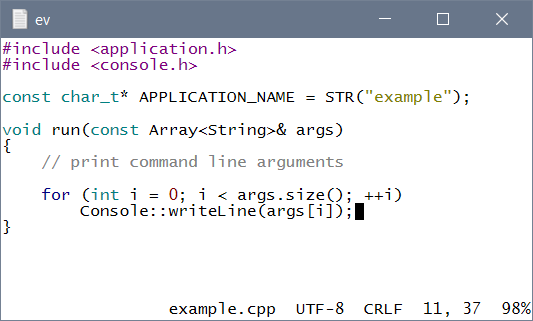 ev
#include <application.h>
#include <console.h>
const char_t* APPLICATION_NAME = STR("example");
void run(const Array<String>& args)
{
    // print command line arguments
    for (int i = 0; i < args.size(); ++i)
        Console::writeLine(args[i]);
}
example.cpp  UTF-8  CRLF  11, 37  98%